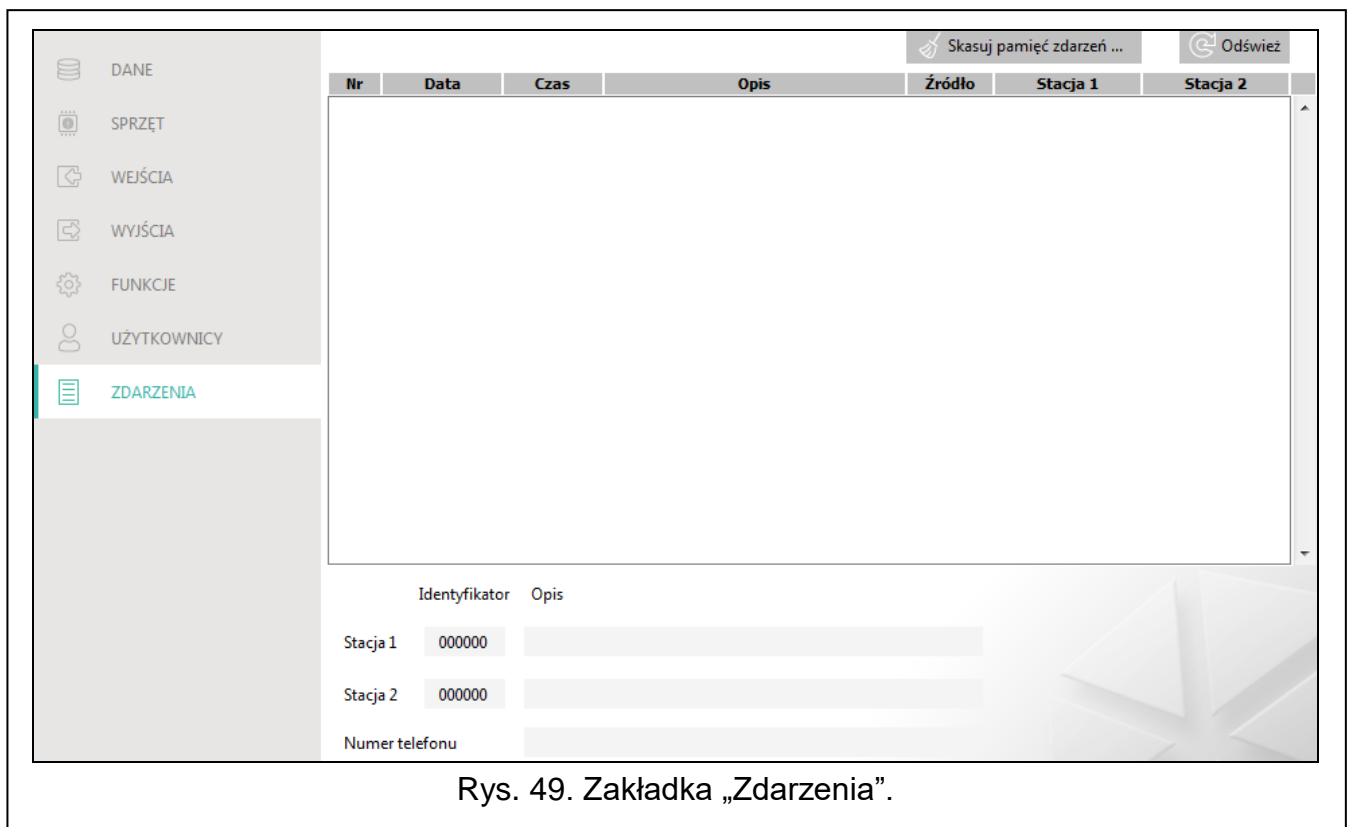 Skasuj pamięć zdarzeń ... Odśwież
DANE
SPRZĘT
WEJŚCIA
WYJŚCIA
FUNKCJE
UŻYTKOWNICY
ZDARZENIA
Nr Data Czas Opis Źródło Stacja 1 Stacja 2
Identyfikator Opis
Stacja 1 000000
Stacja 2 000000
Numer telefonu
Rys. 49. Zakładka „Zdarzenia”.